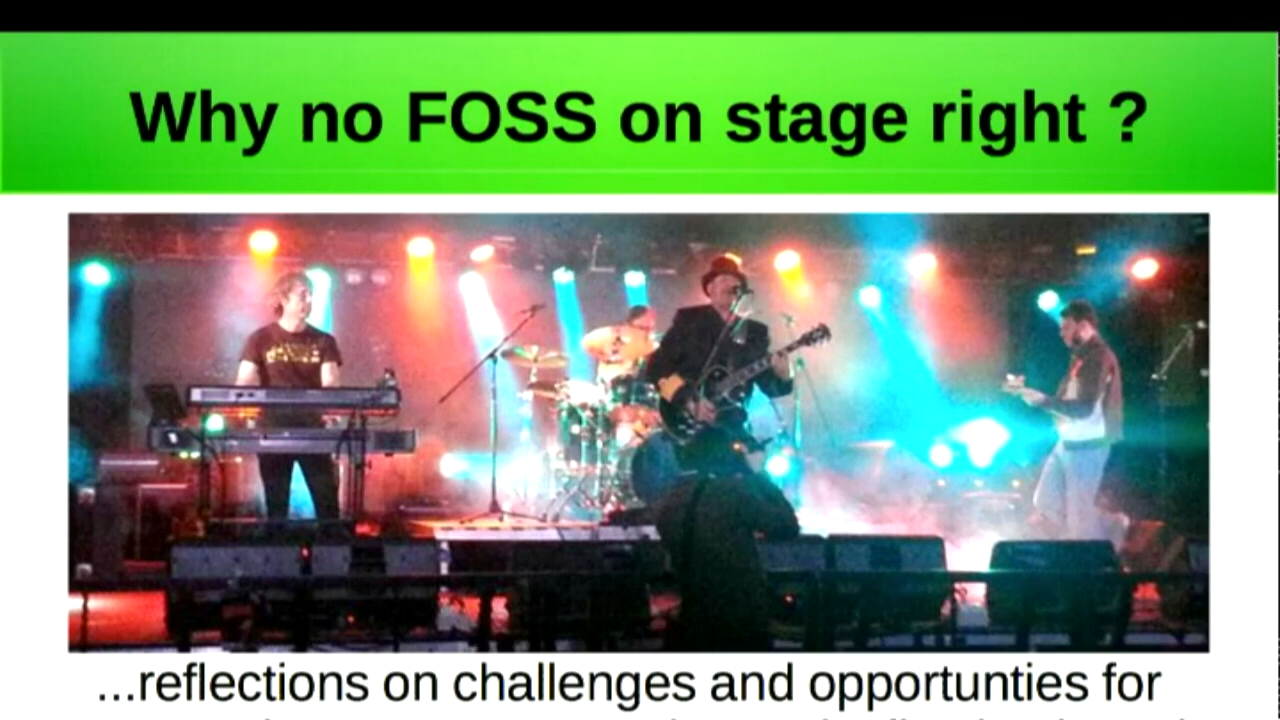 Why no FOSS on stage right ?
...reflections on challenges and opportunties for